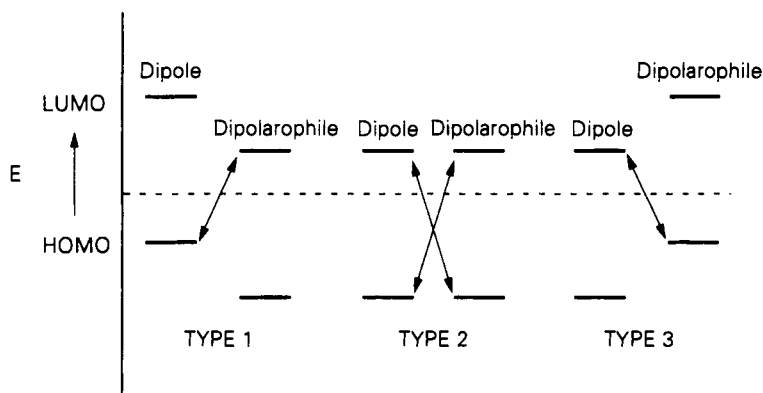 Dipole
Dipolarophile
LUMO
Dipolarophile Dipole Dipolarophile Dipole
E
HOMO
TYPE 1 TYPE 2 TYPE 3